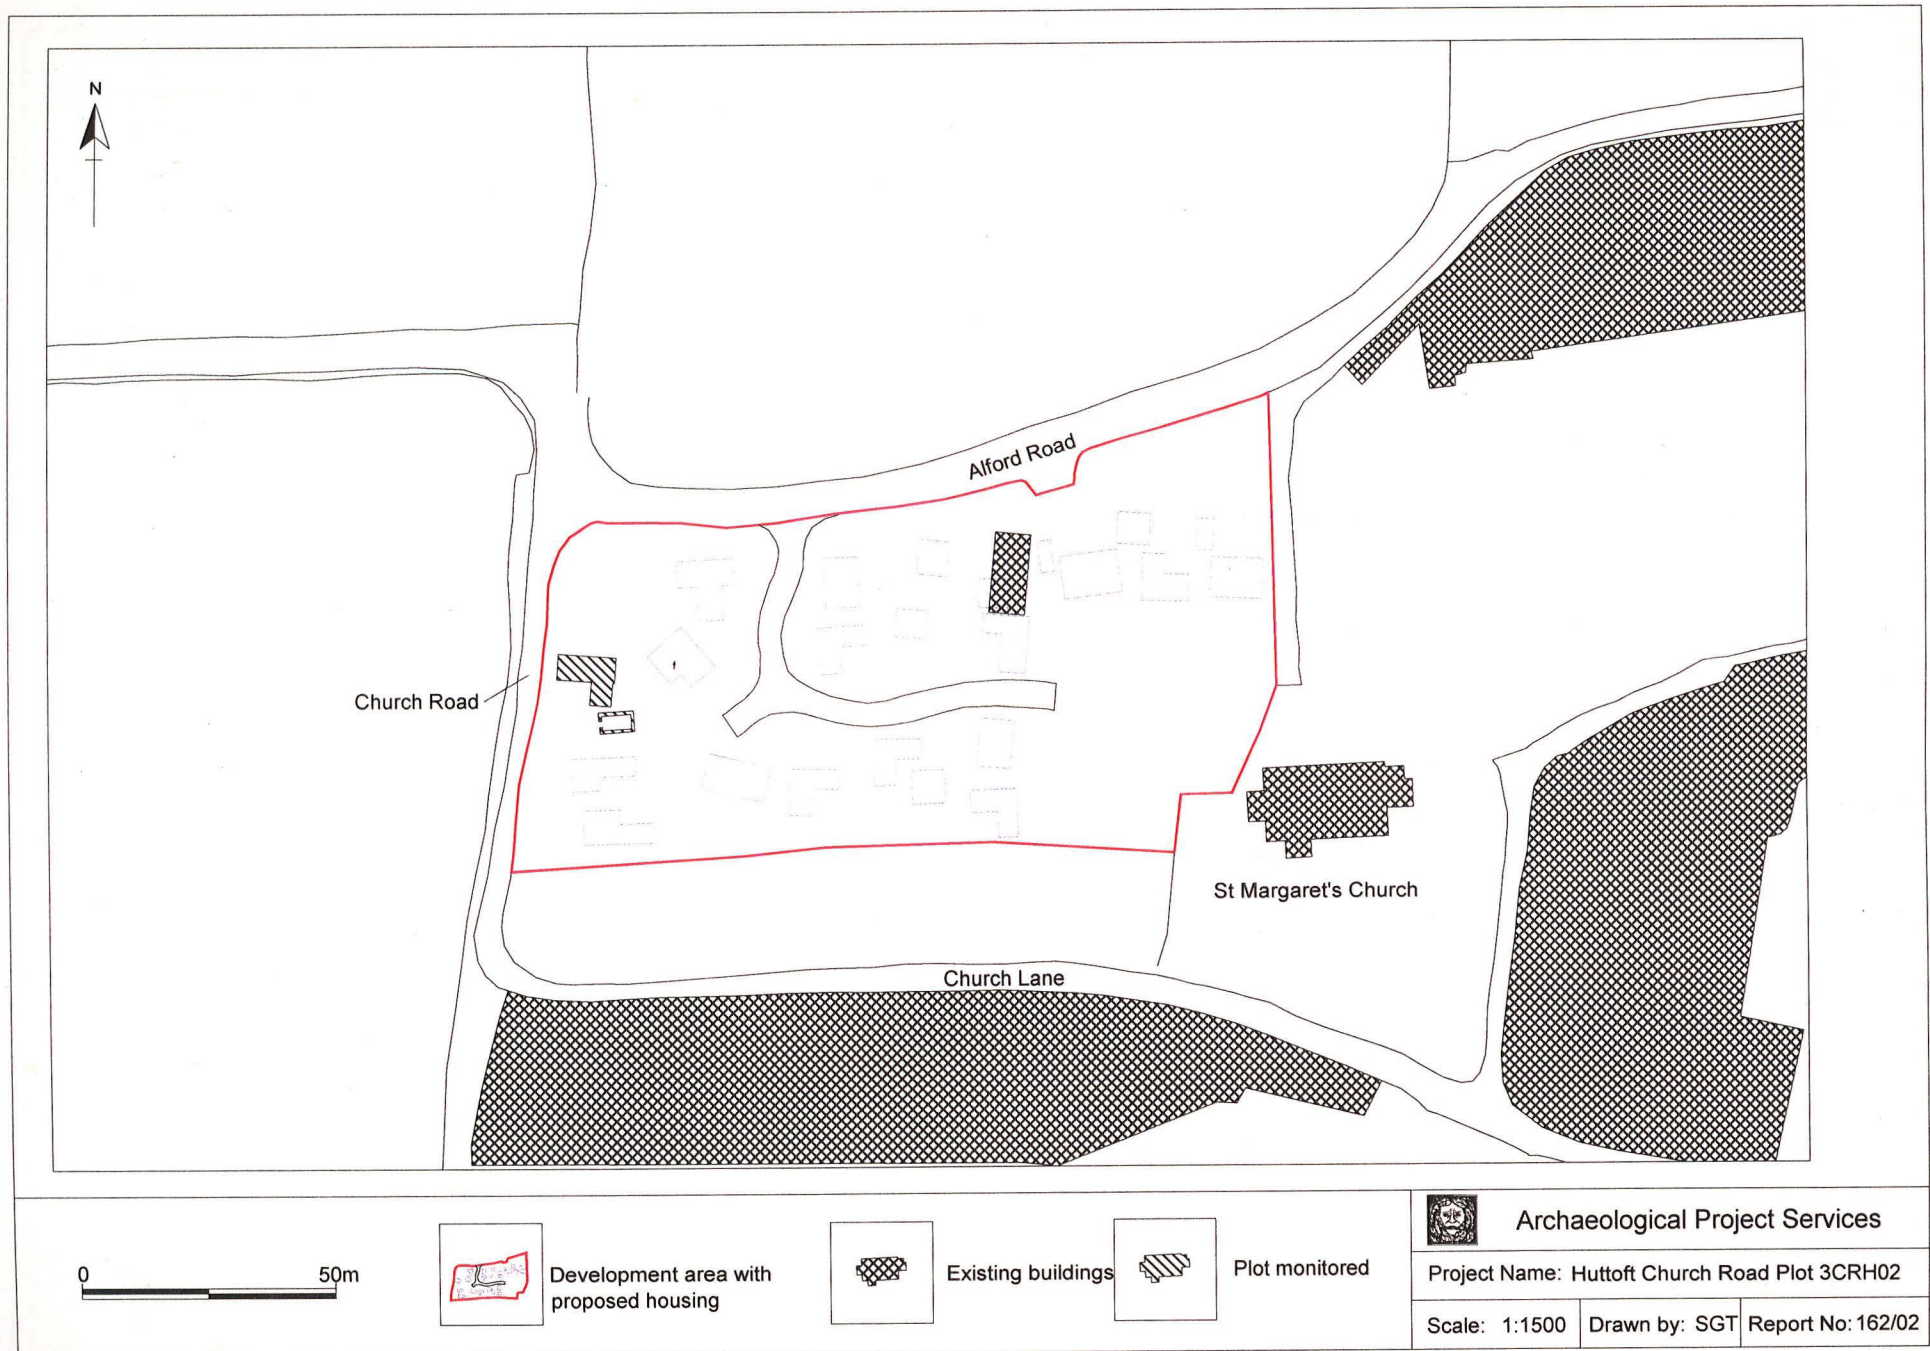 N
Alford Road
Church Road
St Margaret's Church
Church Lane
0 50m
Development area with
proposed housing
Existing buildings
Plot monitored
Archaeological Project Services
Project Name: Huttoft Church Road Plot 3CRH02
Scale: 1:1500 Drawn by: SGT Report No: 162/02